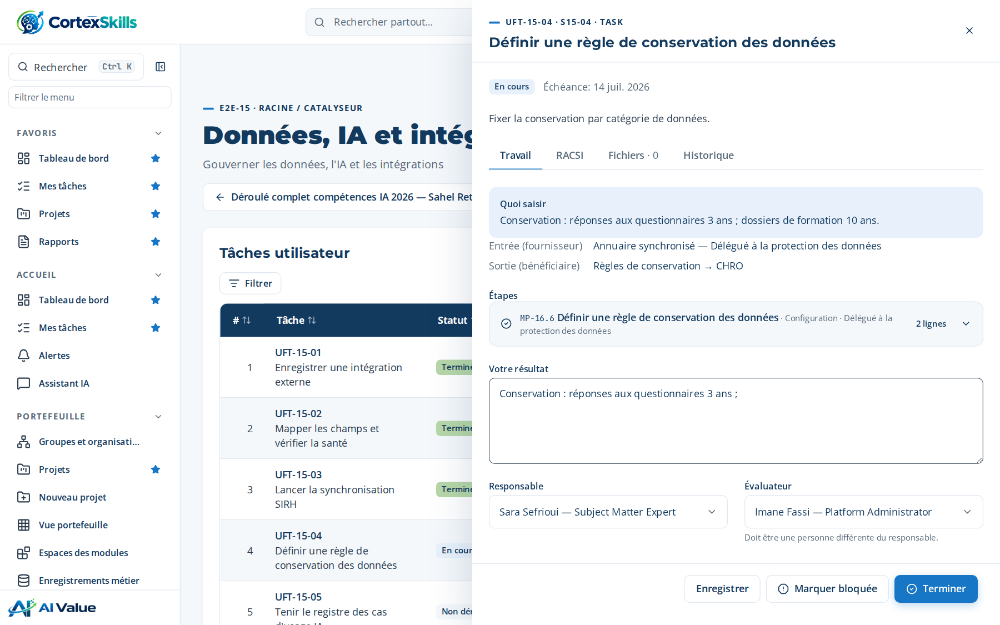 CortexSkills
Rechercher partout...
Rechercher
Ctrl K
Filtrer le menu
FAVORIS
Tableau de bord
Mes tâches
Projets
Rapports
ACCUEIL
Tableau de bord
Mes tâches
Alertes
Assistant IA
PORTEFEUILLE
Groupes et organisati...
Projets
Nouveau projet
Vue portefeuille
Espaces des modules
Enregistrements métier
AI Value
E2E-15 · RACINE / CATALYSEUR
Données, IA et intég
Gouverner les données, l'IA et les intégrations
Déroulé complet compétences IA 2026 — Sahel Ret
Tâches utilisateur
Filtrer
# Tâche Statut
1
UFT-15-01
Enregistrer une intégration
externe
Terminé
2
UFT-15-02
Mapper les champs et
vérifier la santé
Terminé
3
UFT-15-03
Lancer la synchronisation
SIRH
Terminé
4
UFT-15-04
Définir une règle de
conservation des données
En cour
5
UFT-15-05
Tenir le registre des cas
d'usage IA
Non dér
UFT-15-04 · S15-04 · TASK
Définir une règle de conservation des données
En cours
Échéance: 14 juil. 2026
Fixer la conservation par catégorie de données.
Travail
RACSI
Fichiers · 0
Historique
Quoi saisir
Conservation : réponses aux questionnaires 3 ans ; dossiers de formation 10 ans.
Entrée (fournisseur) Annuaire synchronisé — Délégué à la protection des données
Sortie (bénéficiaire) Règles de conservation → CHRO
Étapes
MP-16.6 Définir une règle de conservation des données · Configuration · Délégué à la
protection des données
2 lignes
Votre résultat
Conservation : réponses aux questionnaires 3 ans ;
Responsable
Sara Sefrioui — Subject Matter Expert
Évaluateur
Imane Fassi — Platform Administrator
Doit être une personne différente du responsable.
Enregistrer
Marquer bloquée
Terminer